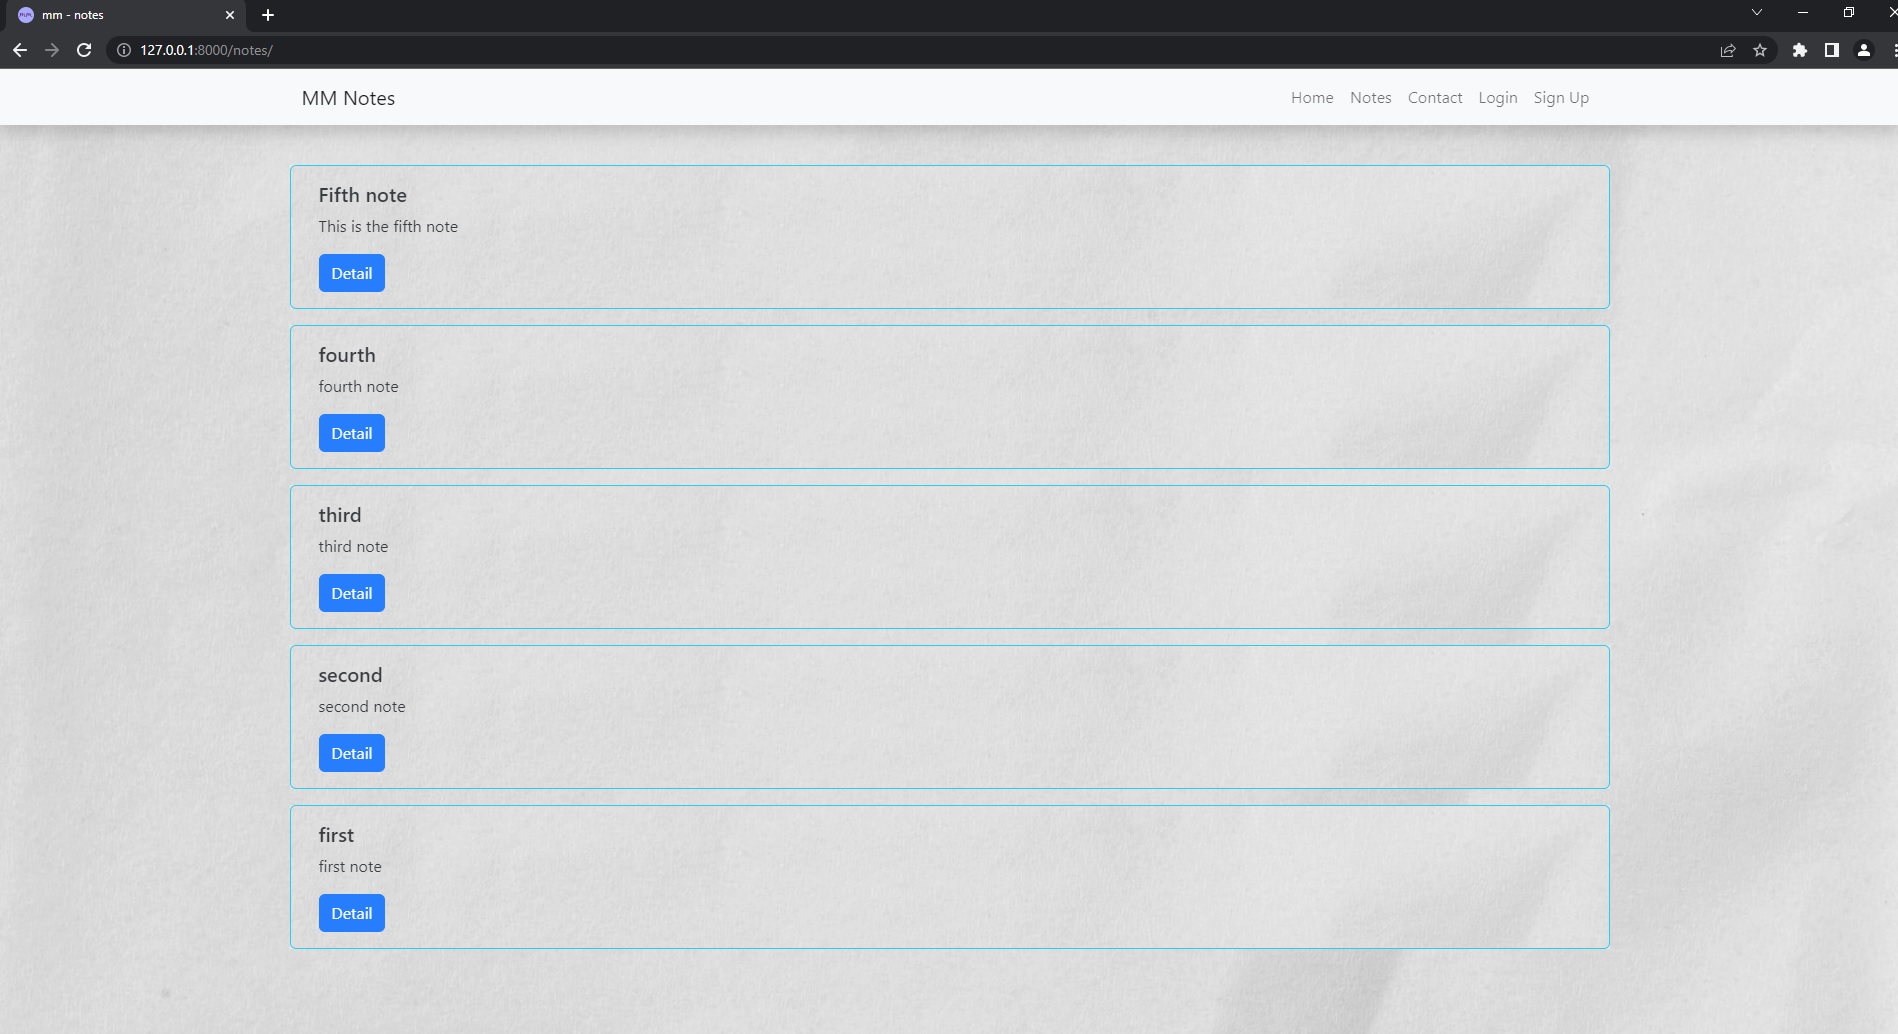 mm - notes
127.0.0.1:8000/notes/
MM Notes
Home Notes Contact Login Sign Up
Fifth note
This is the fifth note
Detail
fourth
fourth note
Detail
third
third note
Detail
second
second note
Detail
first
first note
Detail